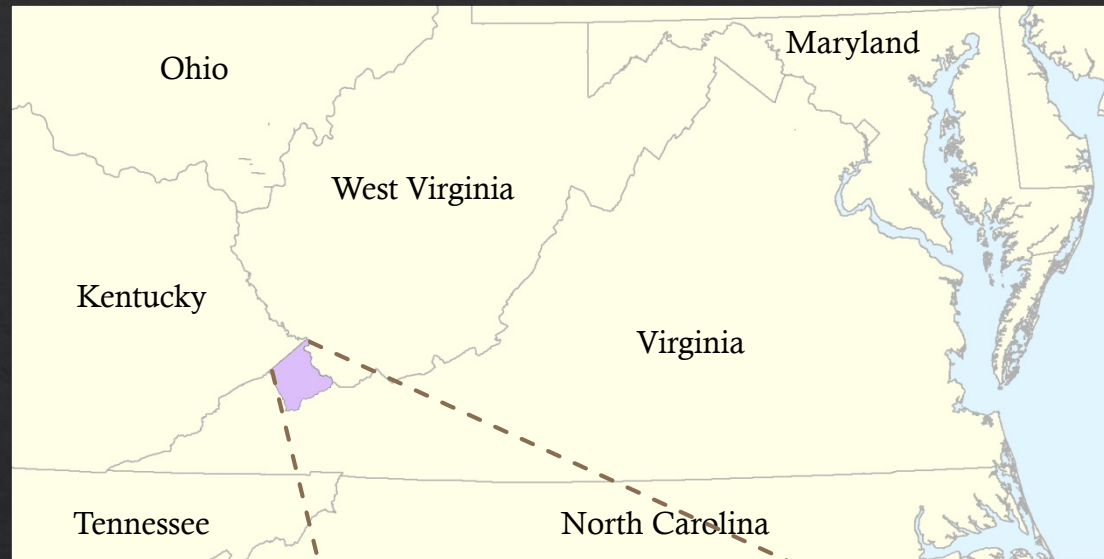 Maryland
Ohio
West Virginia
Kentucky
Virginia
Tennessee
North Carolina